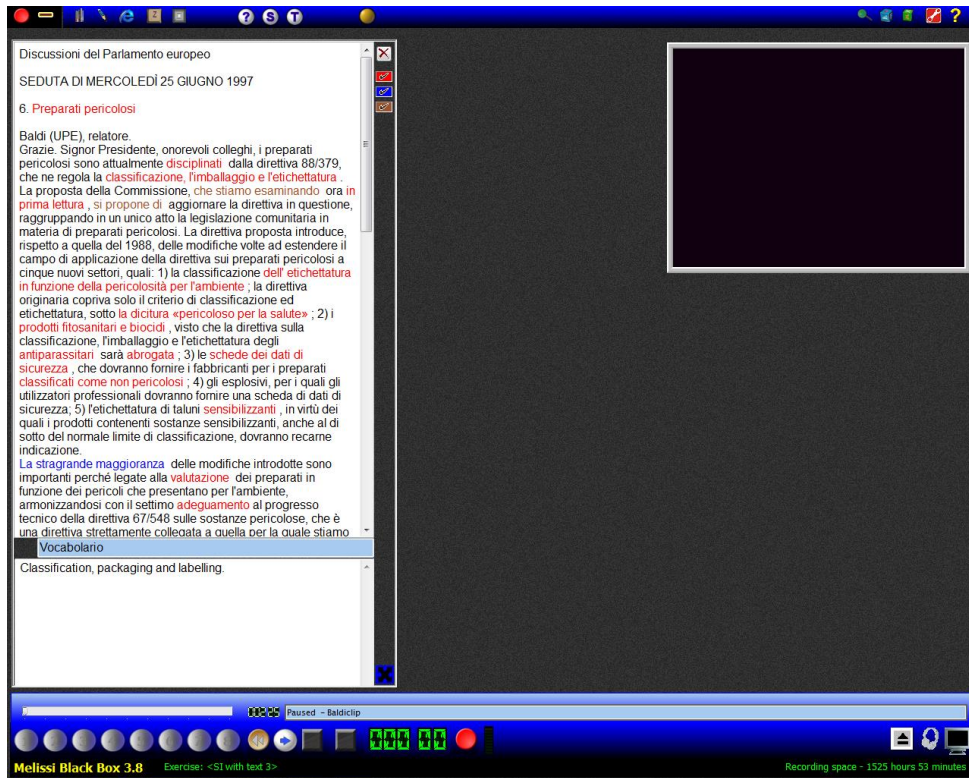 ? S T
?
Discussioni del Parlamento europeo
SEDUTA DI MERCOLEDÌ 25 GIUGNO 1997
6. Preparati pericolosi
Baldi (UPE), relatore.
Grazie. Signor Presidente, onorevoli colleghi, i preparati
pericolosi sono attualmente disciplinati dalla direttiva 88/379,
che ne regola la classificazione, l'imballaggio e l'etichettatura .
La proposta della Commissione, che stiamo esaminando ora in
prima lettura , si propone di aggiornare la direttiva in questione,
raggruppando in un unico atto la legislazione comunitaria in
materia di preparati pericolosi. La direttiva proposta introduce,
rispetto a quella del 1988, delle modifiche volte ad estendere il
campo di applicazione della direttiva sui preparati pericolosi a
cinque nuovi settori, quali: 1) la classificazione dell' etichettatura
in funzione della pericolosità per l'ambiente ; la direttiva
originaria copriva solo il criterio di classificazione ed
etichettatura, sotto la dicitura «pericoloso per la salute» ; 2) i
prodotti fitosanitari e biocidi , visto che la direttiva sulla
classificazione, l'imballaggio e l'etichettatura degli
antiparassitari sarà abrogata ; 3) le schede dei dati di
sicurezza , che dovranno fornire i fabbricanti per i preparati
classificati come non pericolosi ; 4) gli esplosivi, per i quali gli
utilizzatori professionali dovranno fornire una scheda di dati di
sicurezza; 5) l'etichettatura di taluni sensibilizzanti , in virtù dei
quali i prodotti contenenti sostanze sensibilizzanti, anche al di
sotto del normale limite di classificazione, dovranno recarne
indicazione.
La stragrande maggioranza delle modifiche introdotte sono
importanti perché legate alla valutazione dei preparati in
funzione dei pericoli che presentano per l'ambiente,
armonizzandosi con il settimo adeguamento al progresso
tecnico della direttiva 67/548 sulle sostanze pericolose, che è
una direttiva strettamente collegata a quella per la quale stiamo
Vocabolario
Classification, packaging and labelling.
Paused - Baldiclip
Melissi Black Box 3.8
Exercise: <SI with text 3>
Recording space - 1525 hours 53 minutes